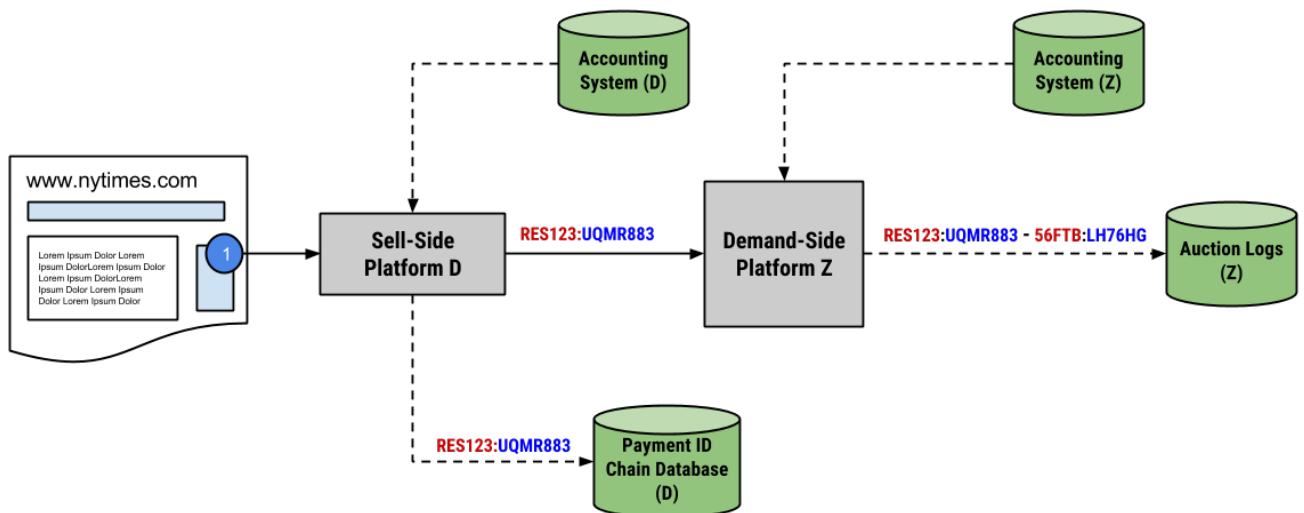 Accounting
System (D)
Accounting
System (Z)
www.nytimes.com
Lorem Ipsum Dolor Lorem
Ipsum DolorLorem Ipsum Dolor
Lorem Ipsum DolorLorem
Ipsum Dolor Lorem Ipsum
Dolor Lorem Ipsum Dolor
1
Sell-Side
Platform D
RES123:UQMR883
Demand-Side
Platform Z
RES123:UQMR883 - 56FTB:LH76HG
Auction Logs
(Z)
RES123:UQMR883
Payment ID
Chain Database
(D)